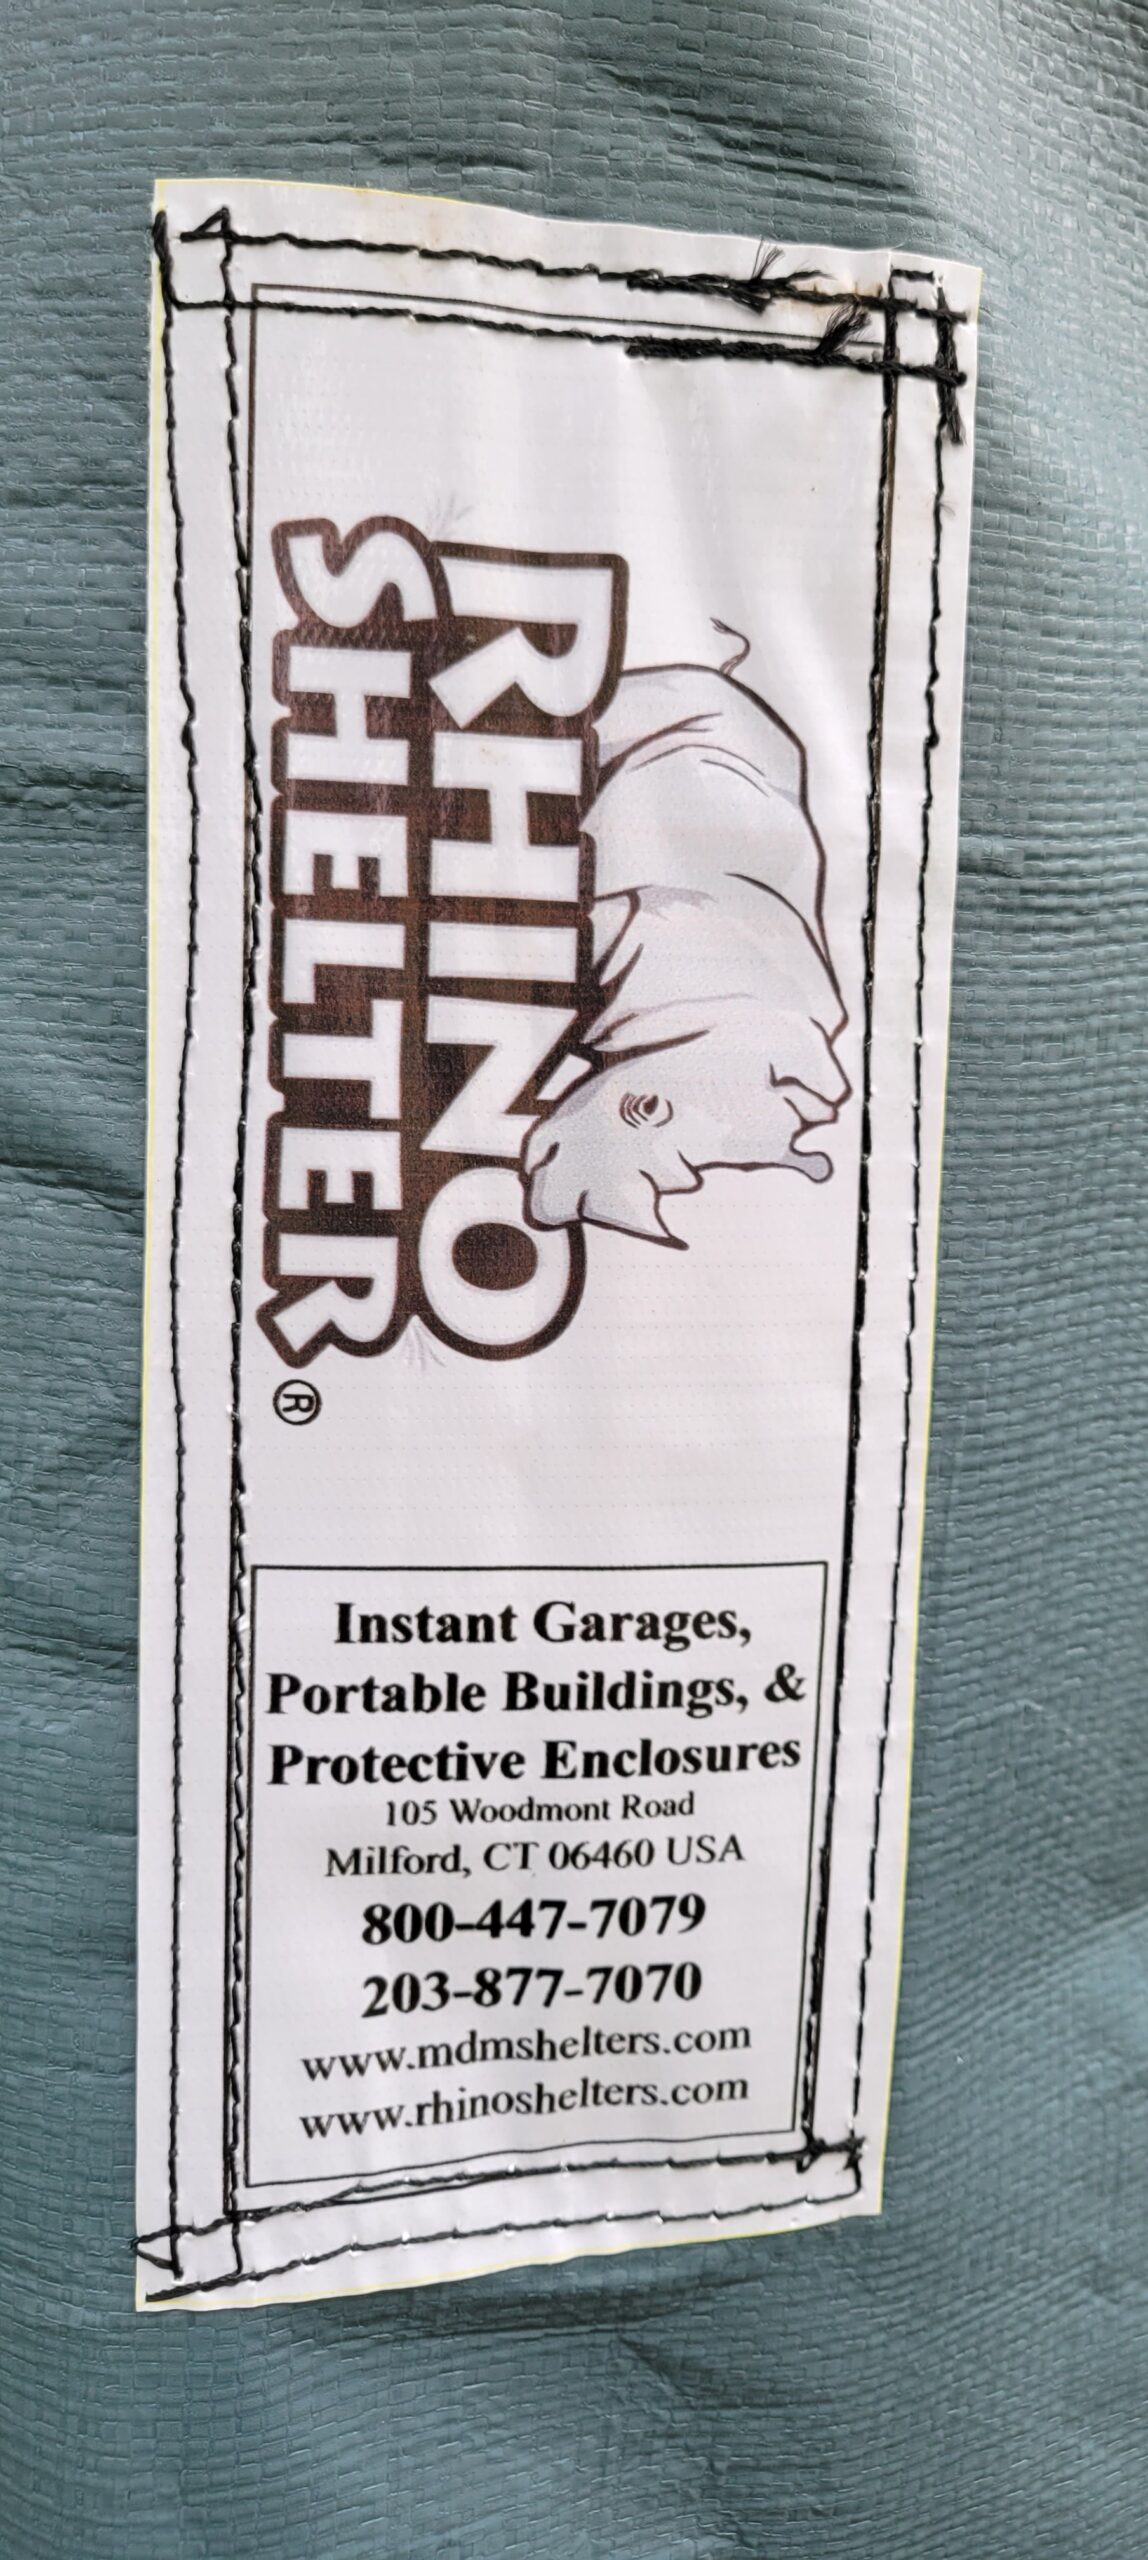 RHINO
SHELTER®
Instant Garages,
Portable Buildings, &
Protective Enclosures
105 Woodmont Road
Milford, CT 06460 USA
800-447-7079
203-877-7070
www.mdmshelters.com
www.rhinoshelters.com